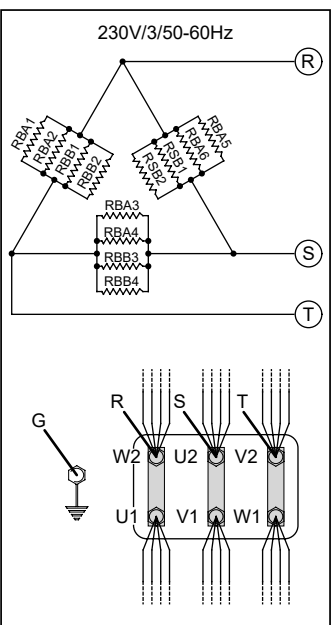 230V/3/50-60Hz
R
RBA1
RBA2
RBB1
RBB2
RBA5
RBA6
RSB1
RSB2
RBA3
RBA4
RBB3
RBB4
S
T
R S T
G
W2 U2 V2
U1 V1 W1